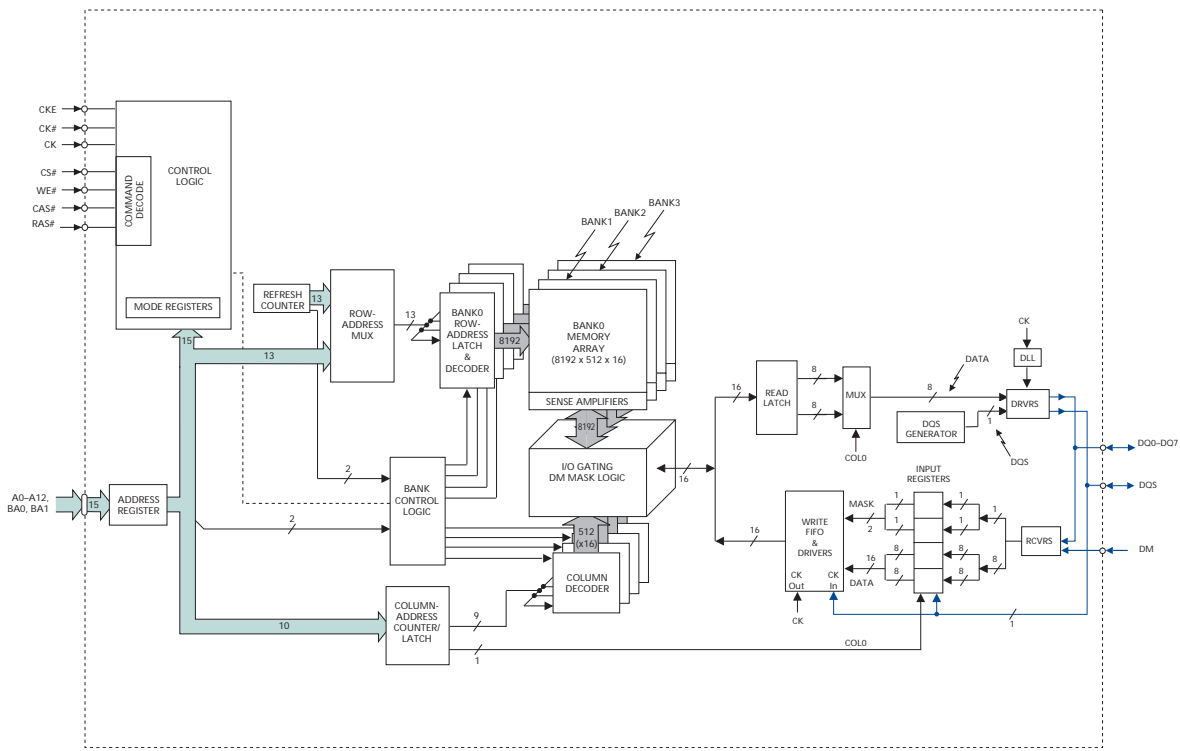 CKE
CK#
CK
CS#
WE#
CAS#
RAS#
COMMAND
DECODE
CONTROL
LOGIC
MODE REGISTERS
15
A0–A12,
BA0, BA1
15
ADDRESS
REGISTER
REFRESH
COUNTER
13
13
ROW-
ADDRESS
MUX
13
2
2
BANK
CONTROL
LOGIC
10
COLUMN-
ADDRESS
COUNTER/
LATCH
9
1
BANK0
ROW-
ADDRESS
LATCH
&
DECODER
8192
BANK1
BANK2
BANK3
BANK0
MEMORY
ARRAY
(8192 x 512 x 16)
SENSE AMPLIFIERS
8192
I/O GATING
DM MASK LOGIC
512
(x16)
COLUMN
DECODER
16
16
16
READ
LATCH
8
8
MUX
COL0
8
DATA
DQS
GENERATOR
1
DQS
CK
DLL
DRVRS
DQ0–DQ7
DQS
DM
INPUT
REGISTERS
WRITE
FIFO
&
DRIVERS
CK
Out
CK
In
CK
MASK
2
16
DATA
1
1
8
8
1
1
8
8
1
8
RCVRS
1
COL0